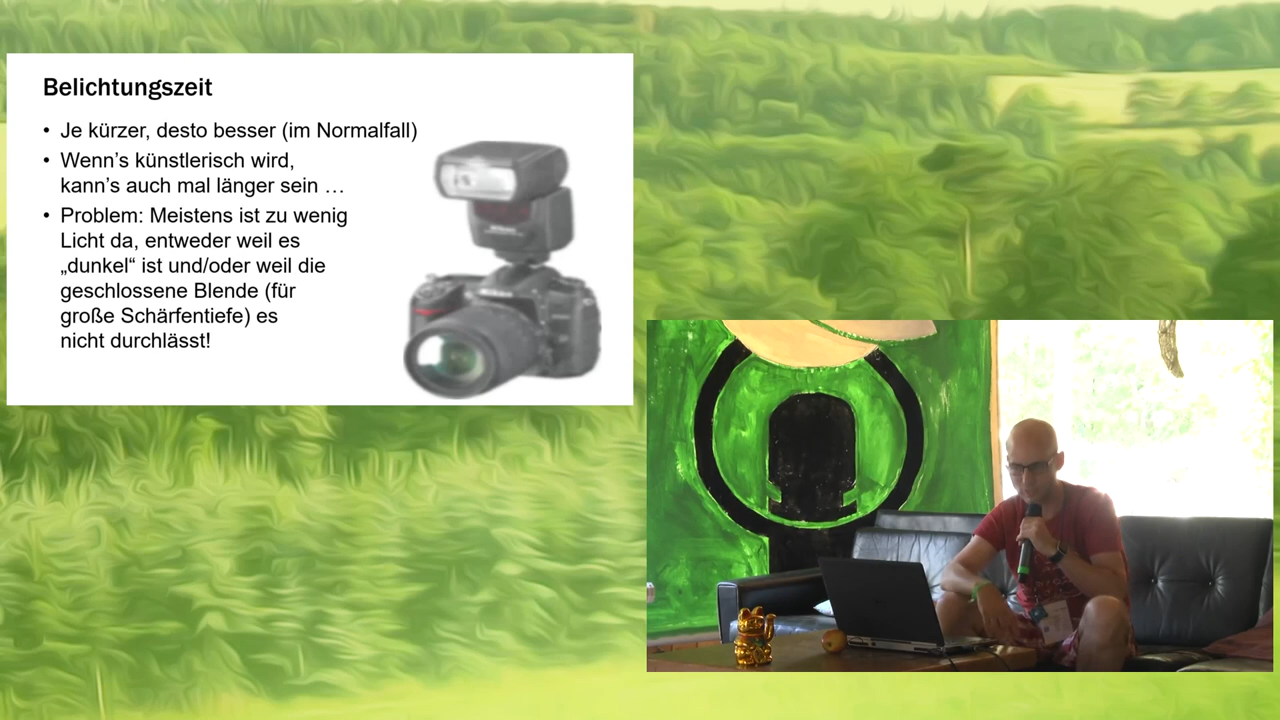 Belichtungszeit
• Je kürzer, desto besser (im Normalfall)
• Wenn’s künstlerisch wird,
kann’s auch mal länger sein …
• Problem: Meistens ist zu wenig
Licht da, entweder weil es
„dunkel“ ist und/oder weil die
geschlossene Blende (für
große Schärfentiefe) es
nicht durchlässt!